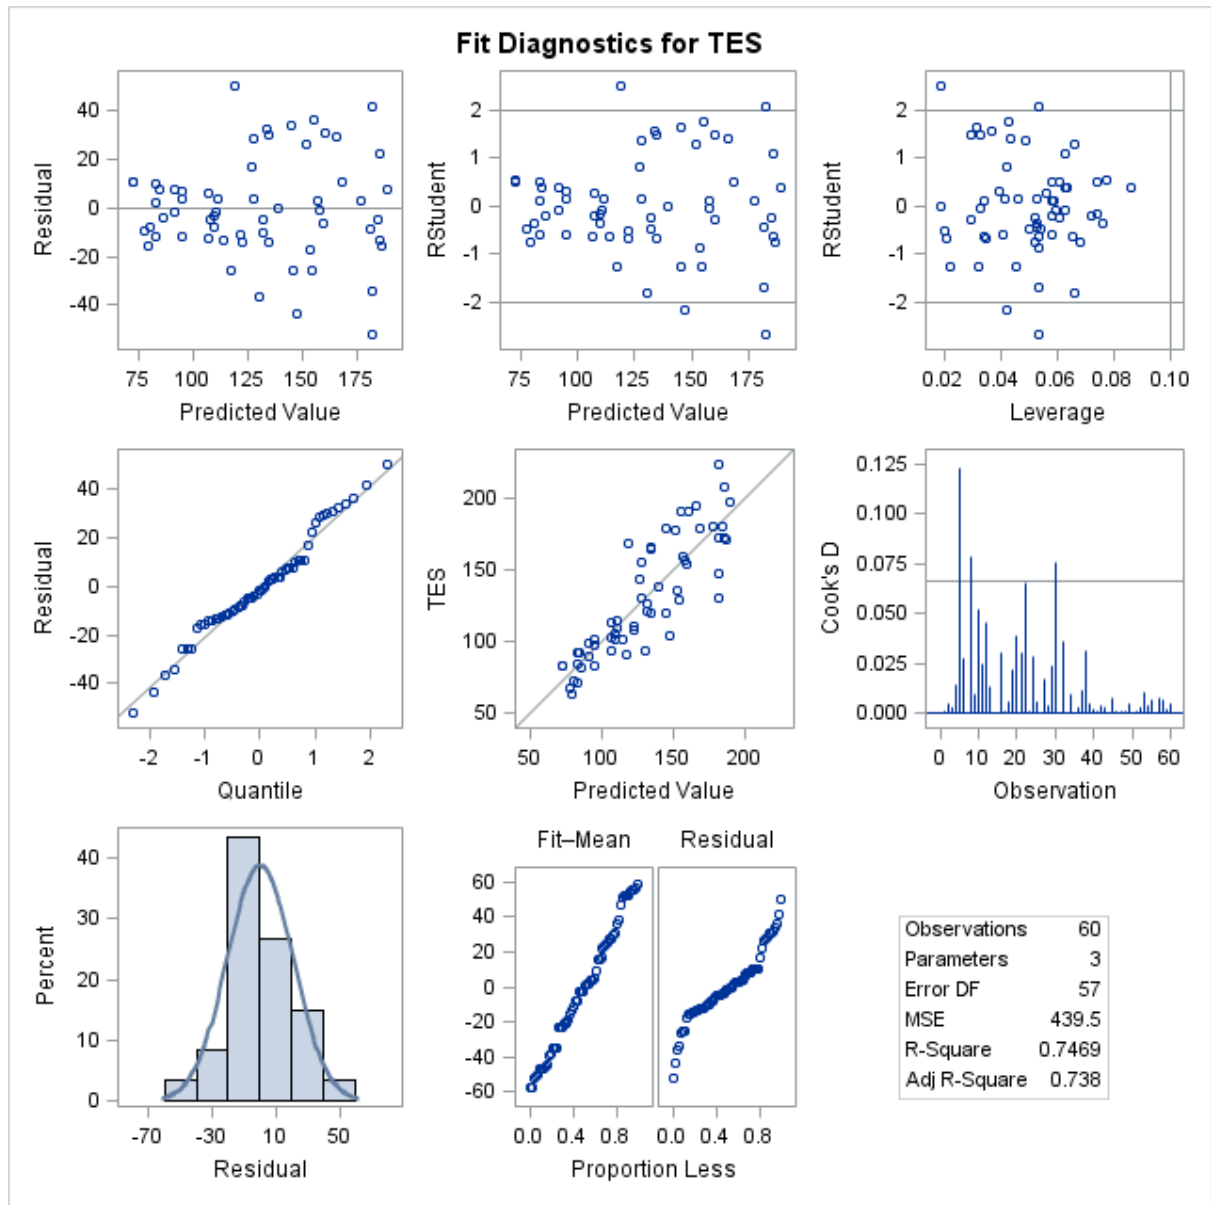 Fit Diagnostics for TES
Residual
40
20
0
-20
-40
75 100 125 150 175
Predicted Value
RStudent
2
1
0
-1
-2
75 100 125 150 175
Predicted Value
RStudent
2
1
0
-1
-2
0.02 0.04 0.06 0.08 0.10
Leverage
Residual
40
20
0
-20
-40
-2 -1 0 1 2
Quantile
TES
200
150
100
50
50 100 150 200
Predicted Value
Cook's D
0.125
0.100
0.075
0.050
0.025
0.000
0 10 20 30 40 50 60
Observation
Percent
40
30
20
10
0
-70 -30 10 50
Residual
Fit–Mean Residual
60
40
20
0
-20
-40
-60
0.0 0.4 0.8 0.0 0.4 0.8
Proportion Less
Observations 60
Parameters 3
Error DF 57
MSE 439.5
R-Square 0.7469
Adj R-Square 0.738